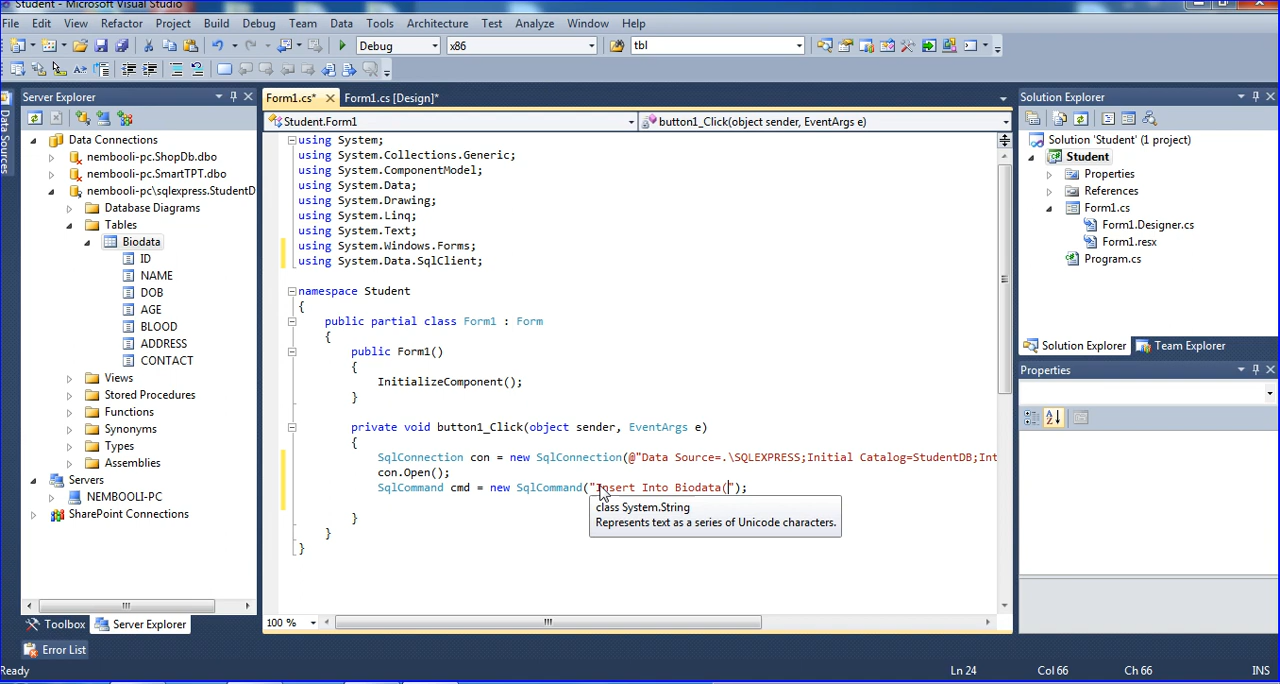 Student - Microsoft Visual Studio
File Edit View Refactor Project Build Debug Team Data Tools Architecture Test Analyze Window Help
Debug x86 tbl
Data Sources
Server Explorer
Data Connections
nembooli-pc.ShopDb.dbo
nembooli-pc.SmartTPT.dbo
nembooli-pc\sqlexpress.StudentD
Database Diagrams
Tables
Biodata
ID
NAME
DOB
AGE
BLOOD
ADDRESS
CONTACT
Views
Stored Procedures
Functions
Synonyms
Types
Assemblies
Servers
NEMBOOLI-PC
SharePoint Connections
Toolbox Server Explorer
Form1.cs* Form1.cs [Design]*
Student.Form1 button1_Click(object sender, EventArgs e)
using System;
using System.Collections.Generic;
using System.ComponentModel;
using System.Data;
using System.Drawing;
using System.Linq;
using System.Text;
using System.Windows.Forms;
using System.Data.SqlClient;
namespace Student
{
public partial class Form1 : Form
{
public Form1()
{
InitializeComponent();
}
private void button1_Click(object sender, EventArgs e)
{
SqlConnection con = new SqlConnection(@"Data Source=.\SQLEXPRESS;Initial Catalog=StudentDB;Int
con.Open();
SqlCommand cmd = new SqlCommand("Insert Into Biodata(");
class System.String
Represents text as a series of Unicode characters.
}
}
}
100 %
Solution Explorer
Solution 'Student' (1 project)
Student
Properties
References
Form1.cs
Form1.Designer.cs
Form1.resx
Program.cs
Solution Explorer Team Explorer
Properties
Error List
Ready Ln 24 Col 66 Ch 66 INS